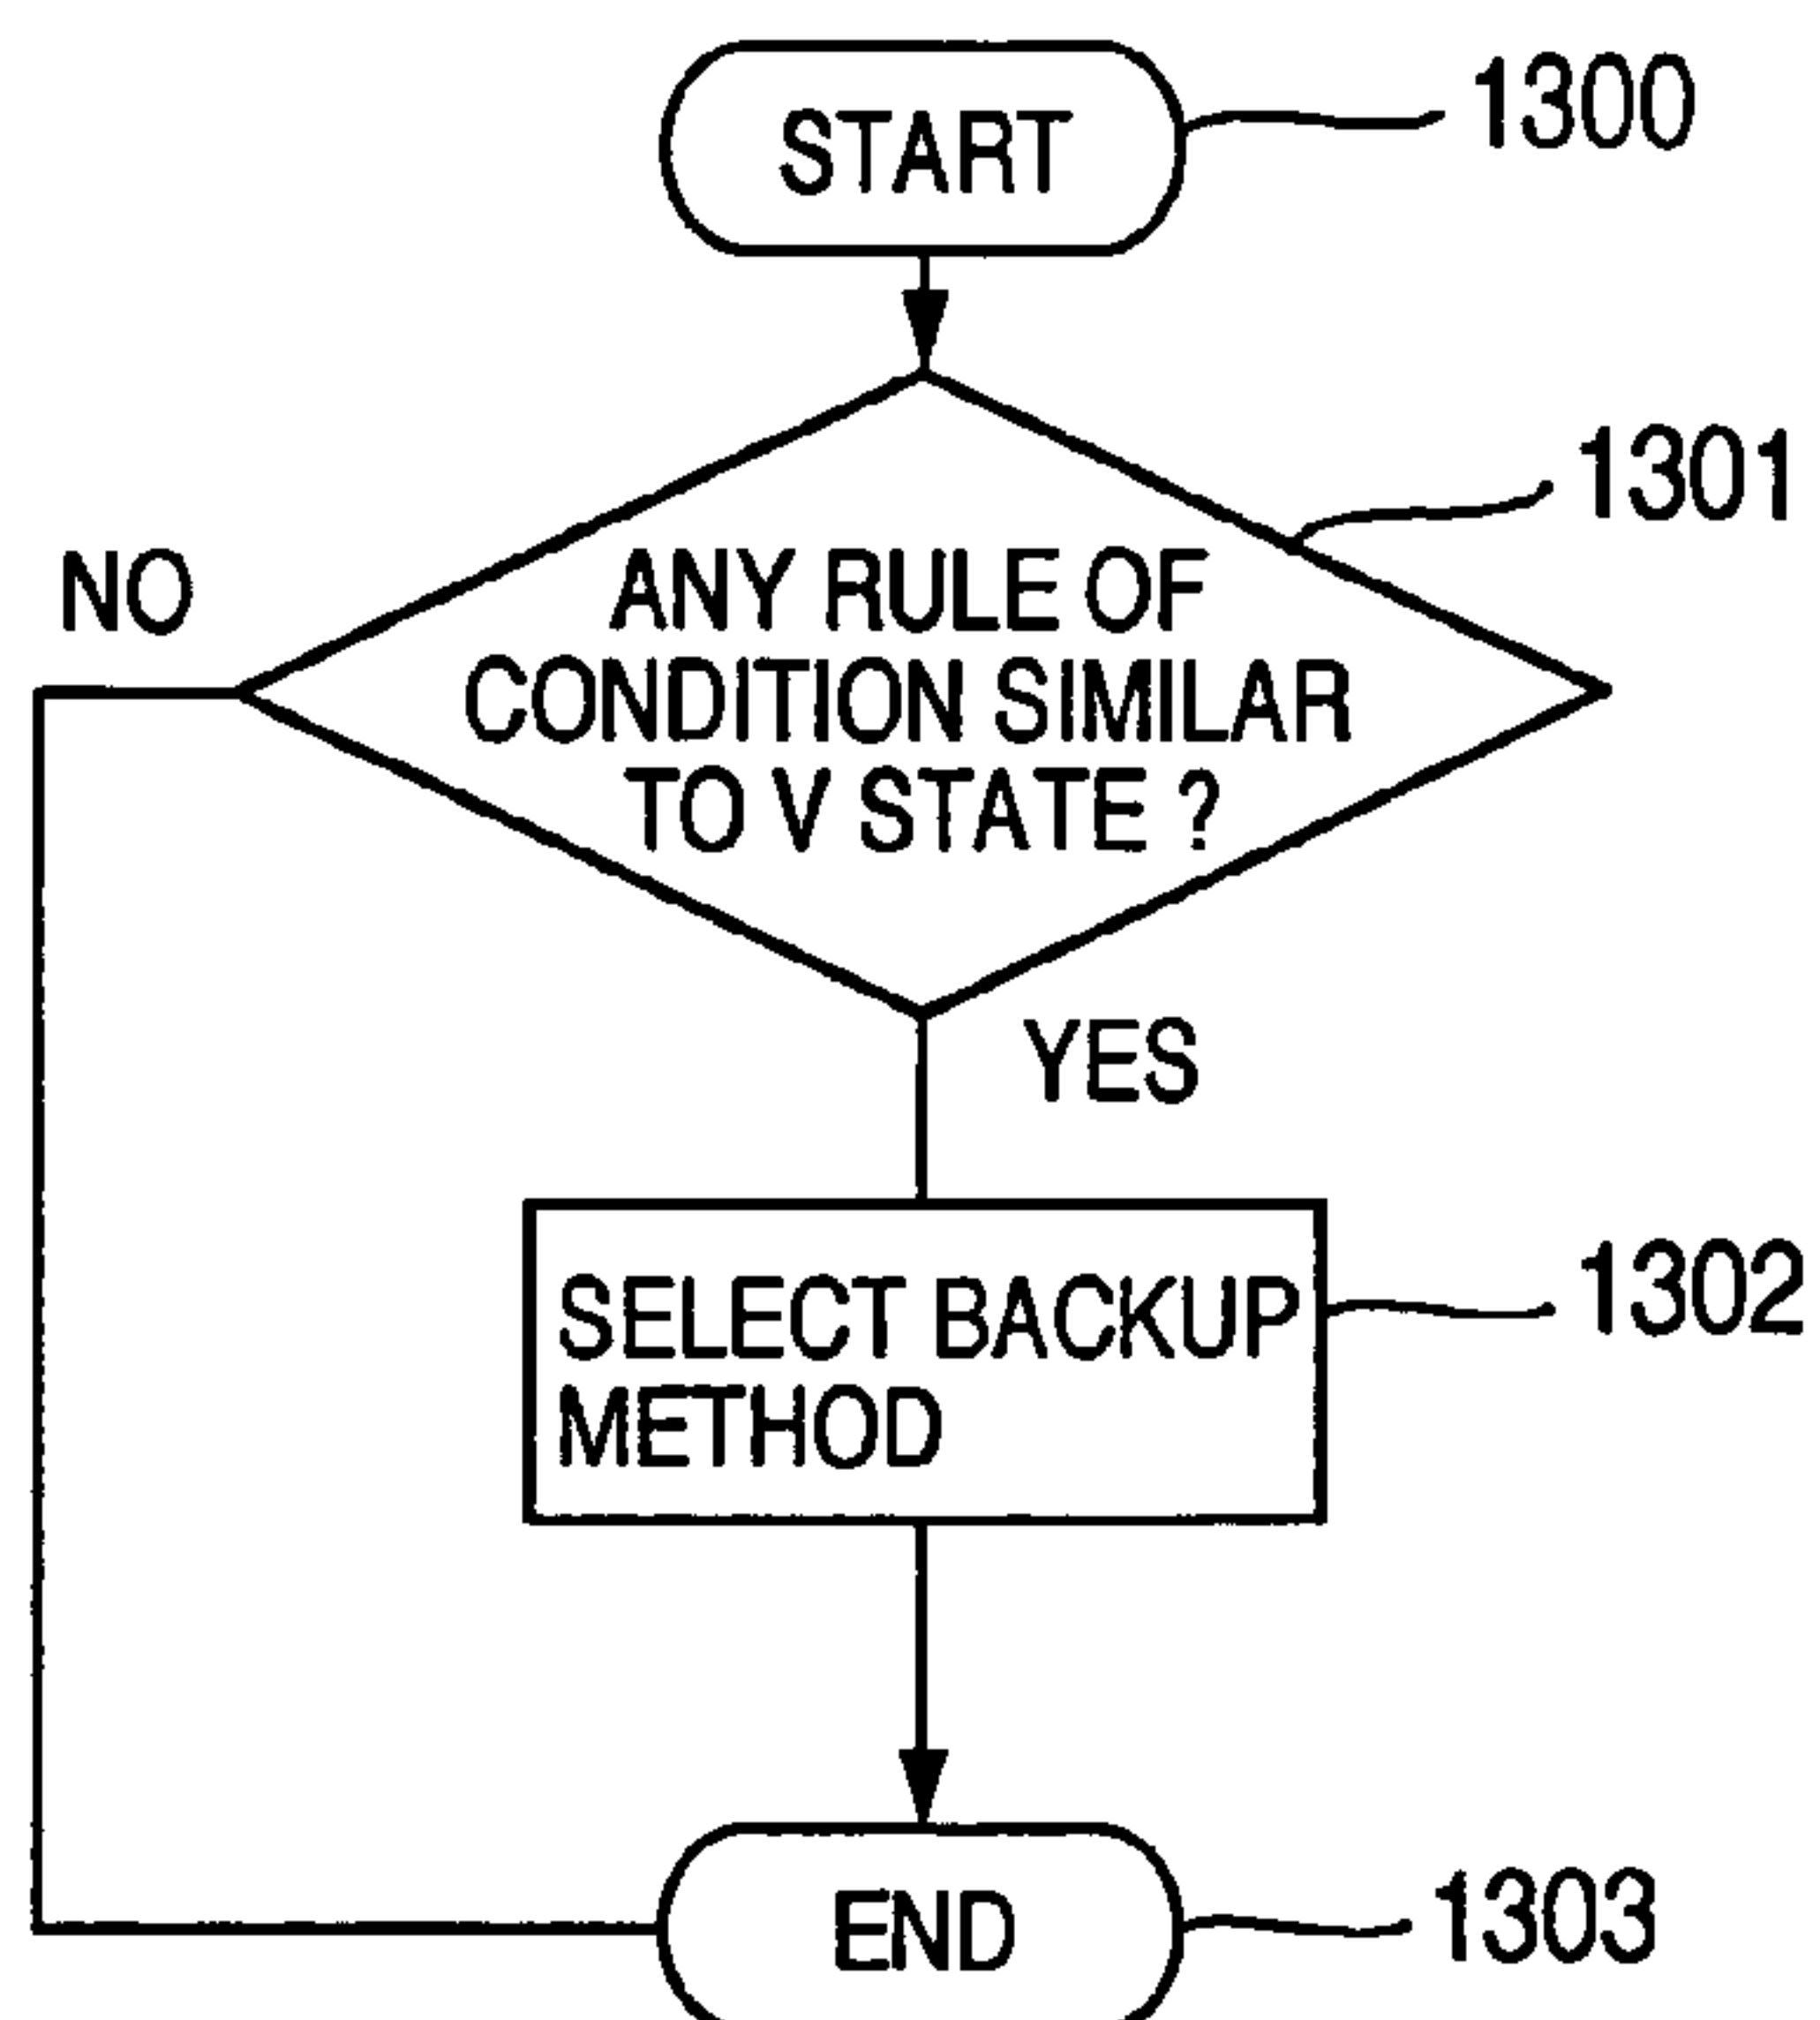 START
1300
1301
NO
ANY RULE OF
CONDITION SIMILAR
TO V STATE ?
YES
SELECT BACKUP
METHOD
1302
END
1303